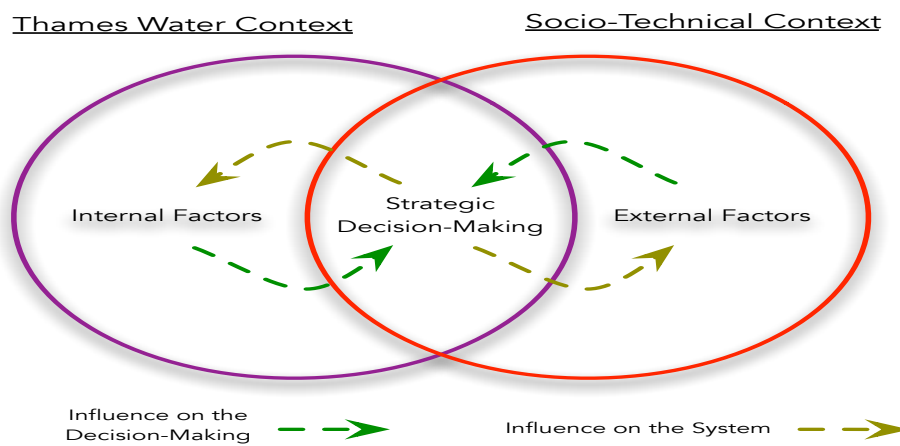 Thames Water Context
Socio-Technical Context
Internal Factors
Strategic
Decision-Making
External Factors
Influence on the
Decision-Making
Influence on the System